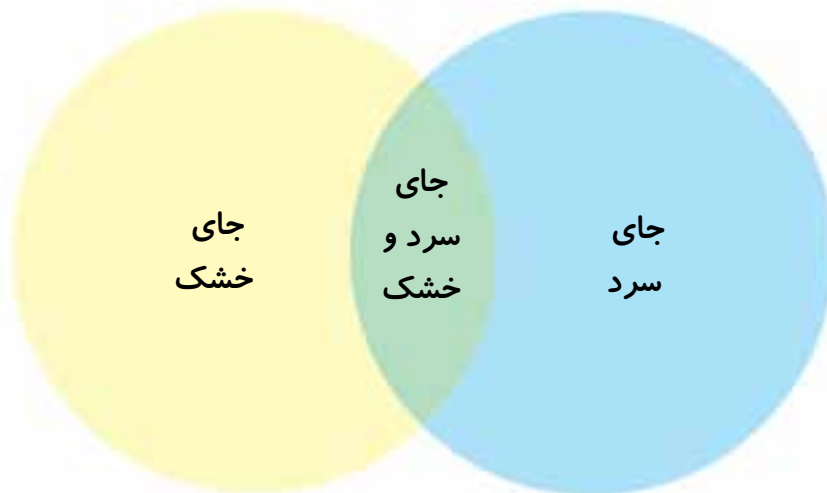 جای
سرد
جای
سرد و
خشک
جای
خشک